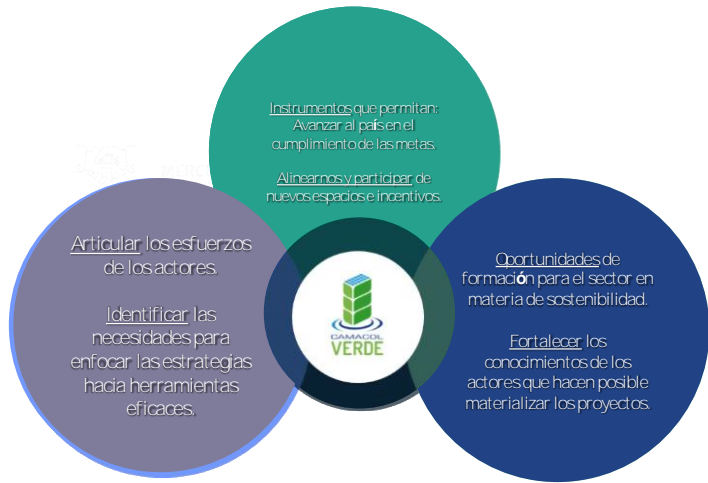 Instrumentos que permitan:
Avanzar al país en el
cumplimiento de las metas.
Alinearnos y participar de
nuevos espacios e incentivos.
Articular los esfuerzos
de los actores.
Identificar las
necesidades para
enfocar las estrategias
hacia herramientas
eficaces.
CAMACOL
VERDE
Oportunidades de
formación para el sector en
materia de sostenibilidad.
Fortalecer los
conocimientos de los
actores que hacen posible
materializar los proyectos.